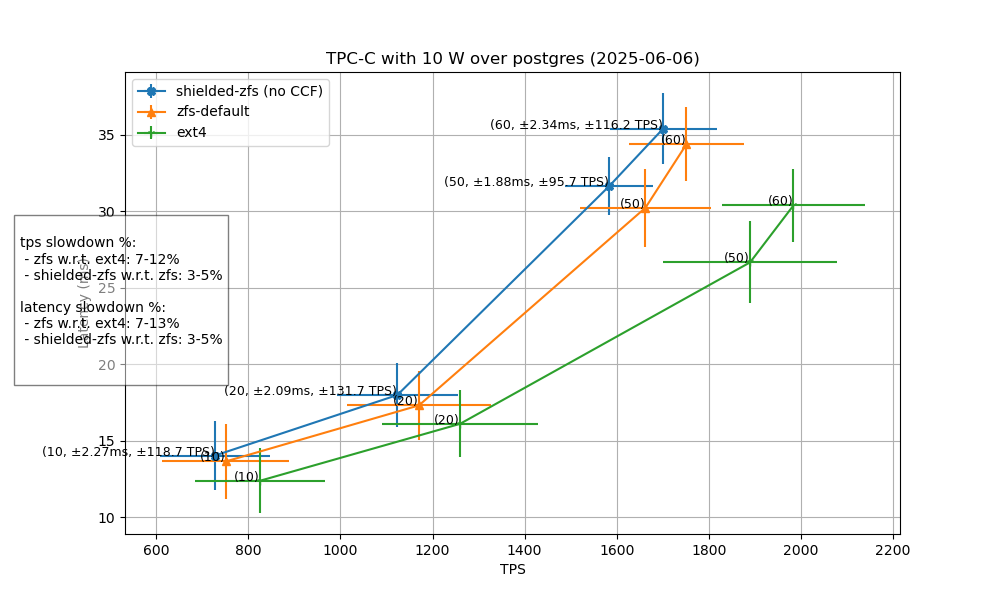 TPC-C with 10 W over postgres (2025-06-06)
shielded-zfs (no CCF)
zfs-default
ext4
35
30
25
20
15
10
Latency (ms)
tps slowdown %:
- zfs w.r.t. ext4: 7-12%
- shielded-zfs w.r.t. zfs: 3-5%
latency slowdown %:
- zfs w.r.t. ext4: 7-13%
- shielded-zfs w.r.t. zfs: 3-5%
(60, ±2.34ms, ±116.2 TPS)
(60)
(50, ±1.88ms, ±95.7 TPS)
(50)
(60)
(50)
(20, ±2.09ms, ±131.7 TPS)
(20)
(20)
(10, ±2.27ms, ±118.7 TPS)
(10)
(10)
600 800 1000 1200 1400 1600 1800 2000 2200
TPS